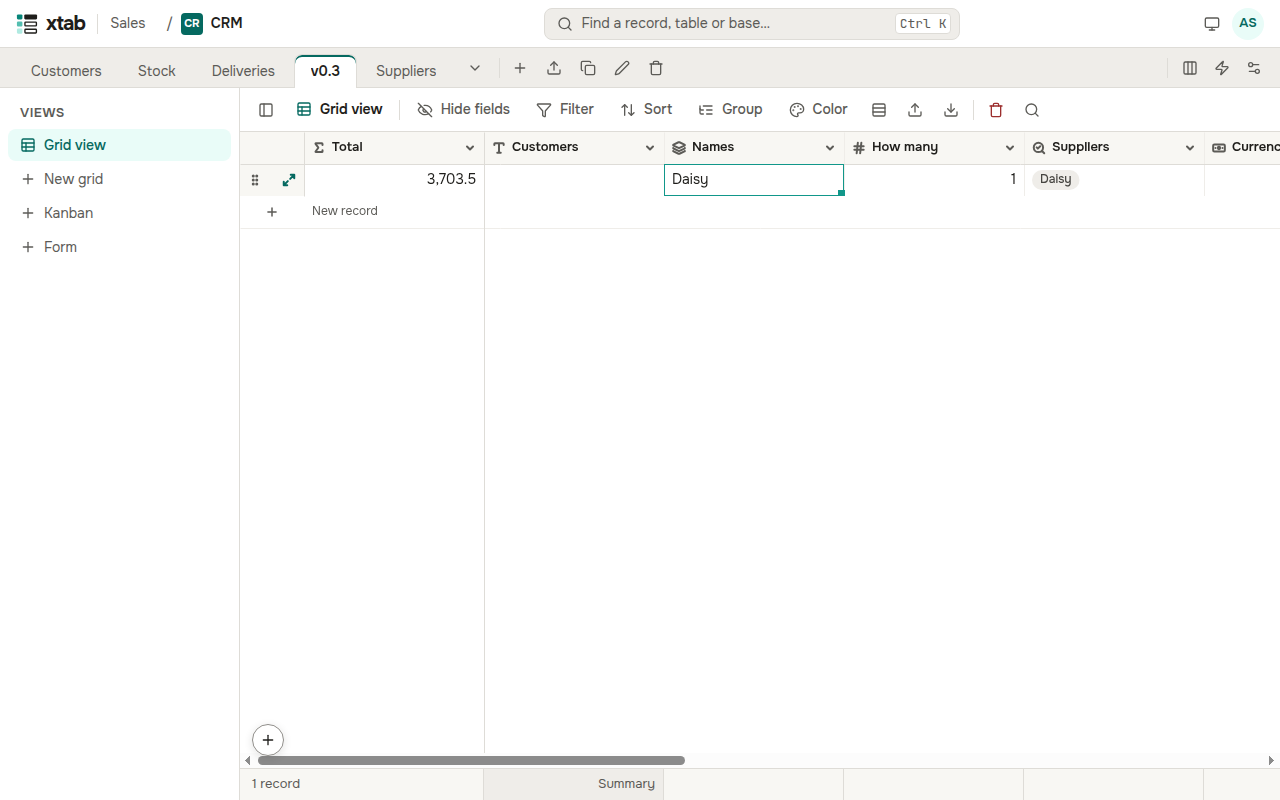 xtab Sales / CR CRM Find a record, table or base... Ctrl K AS
Customers Stock Deliveries v0.3 Suppliers
VIEWS
Grid view
New grid
Kanban
Form
Grid view Hide fields Filter Sort Group Color
Total Customers Names How many Suppliers Currenc
3,703.5 Daisy 1 Daisy
New record
1 record Summary